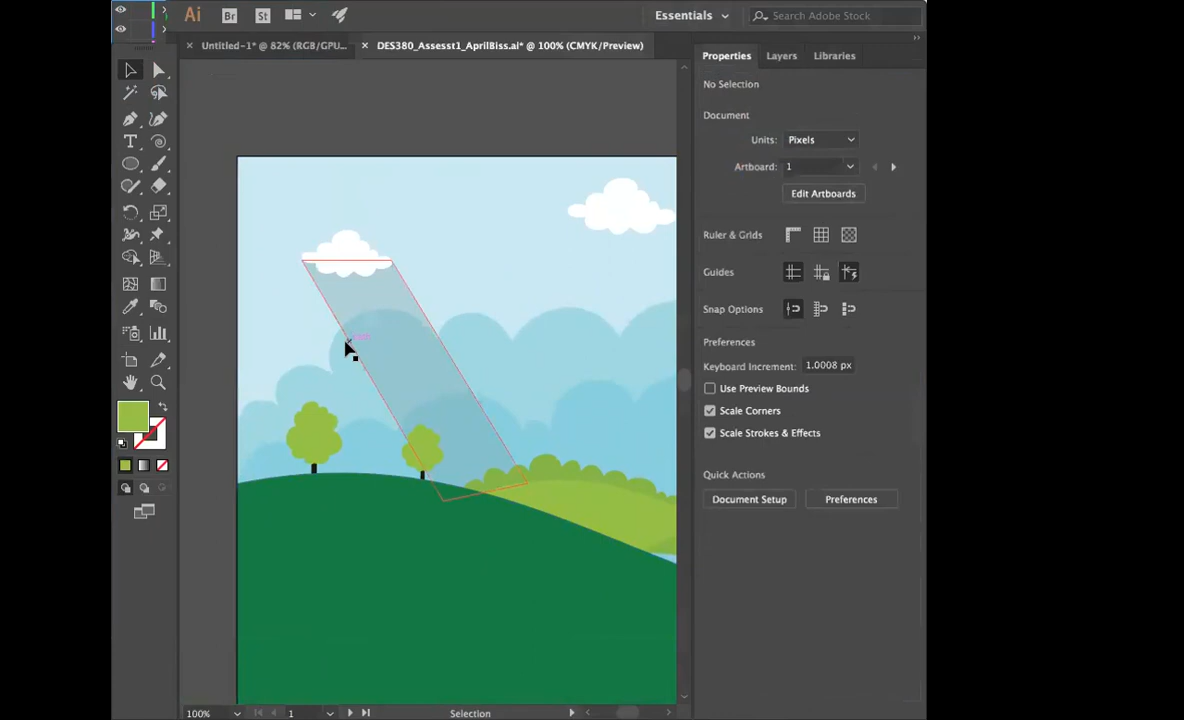 Ai Br St Essentials Search Adobe Stock
Untitled-1* @ 82% (RGB/GPU... DES380_Assesst1_AprilBiss.ai* @ 100% (CMYK/Preview)
Properties Layers Libraries
No Selection
Document
Units: Pixels
Artboard: 1
Edit Artboards
Ruler & Grids
Guides
Snap Options
Preferences
Keyboard Increment: 1.0008 px
Use Preview Bounds
Scale Corners
Scale Strokes & Effects
Quick Actions
Document Setup Preferences
100% 1 Selection